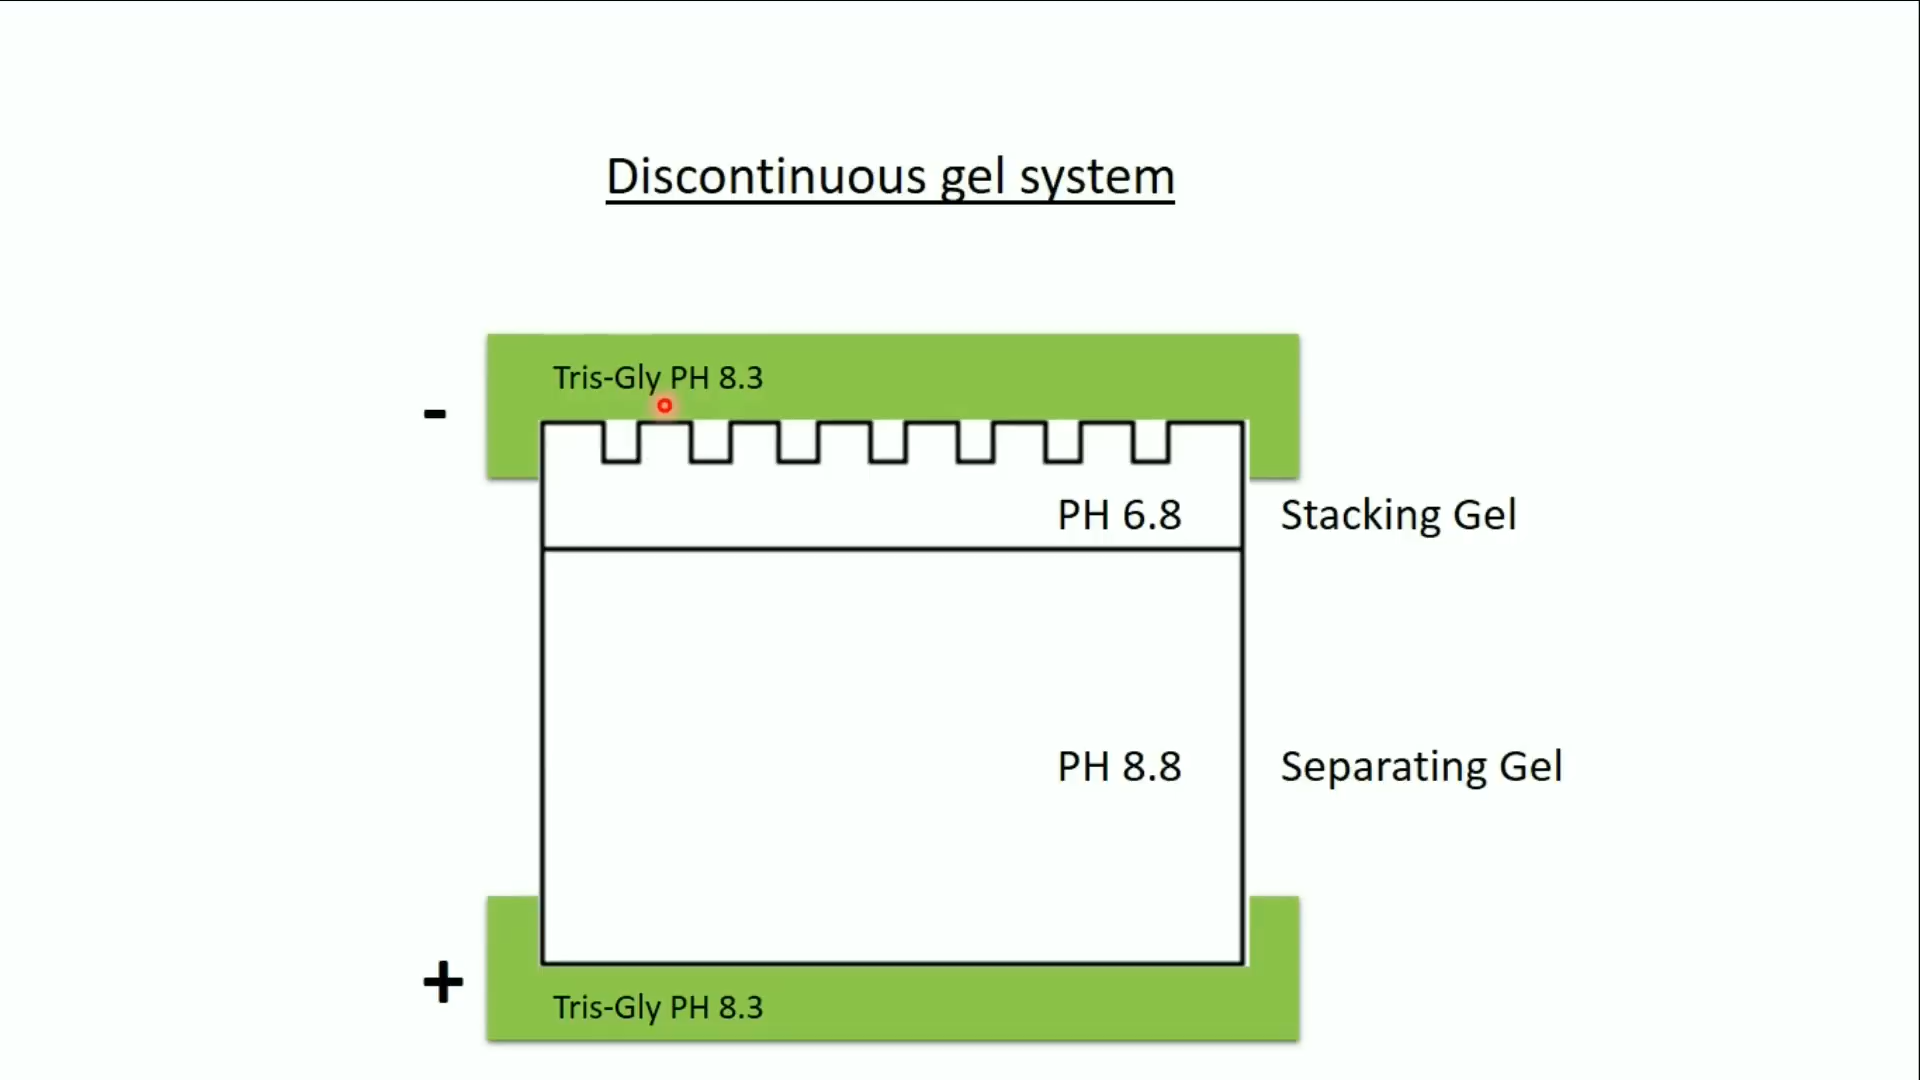 Discontinuous gel system
Tris-Gly PH 8.3
-
PH 6.8 Stacking Gel
PH 8.8 Separating Gel
+
Tris-Gly PH 8.3